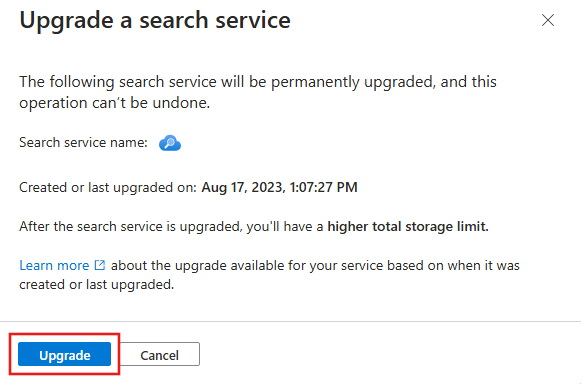 Upgrade a search service
The following search service will be permanently upgraded, and this
operation can't be undone.
Search service name:
Created or last upgraded on: Aug 17, 2023, 1:07:27 PM
After the search service is upgraded, you'll have a higher total storage limit.
Learn more about the upgrade available for your service based on when it was
created or last upgraded.
Upgrade Cancel